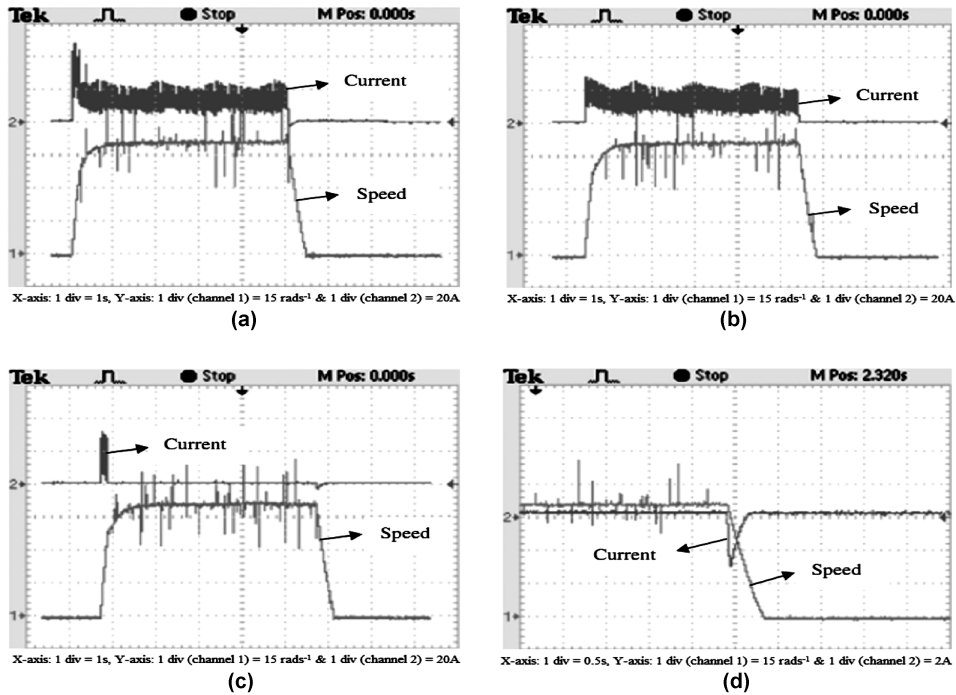 Tek Stop M Pos: 0.000s
Current
2
Speed
1
X-axis: 1 div = 1s, Y-axis: 1 div (channel 1) = 15 rads⁻¹ & 1 div (channel 2) = 20A
(a)
Tek Stop M Pos: 0.000s
Current
2
Speed
1
X-axis: 1 div = 1s, Y-axis: 1 div (channel 1) = 15 rads⁻¹ & 1 div (channel 2) = 20A
(b)
Tek Stop M Pos: 0.000s
Current
2
Speed
1
X-axis: 1 div = 1s, Y-axis: 1 div (channel 1) = 15 rads⁻¹ & 1 div (channel 2) = 20A
(c)
Tek Stop M Pos: 2.320s
2
Current
Speed
1
X-axis: 1 div = 0.5s, Y-axis: 1 div (channel 1) = 15 rads⁻¹ & 1 div (channel 2) = 2A
(d)